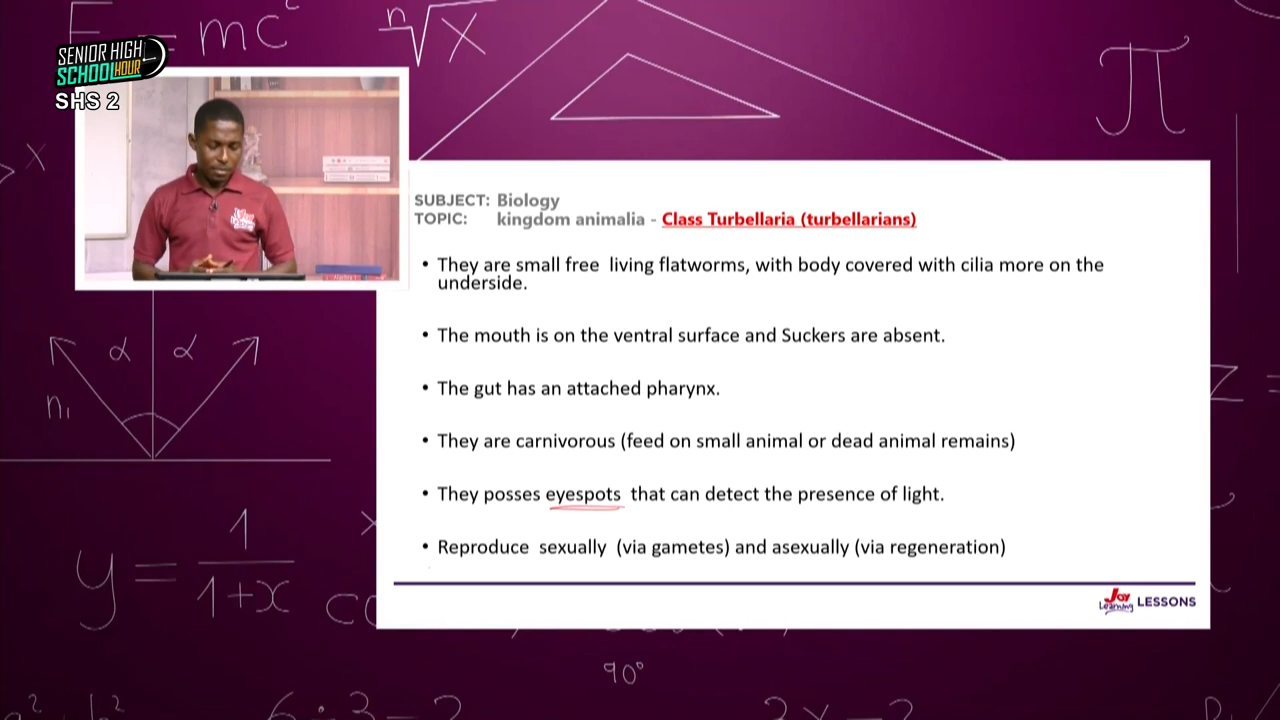 E = mc²
n√x
π
SENIOR HIGH
SCHOOL HOUR
SHS 2
x
SUBJECT: Biology
TOPIC: kingdom animalia - Class Turbellaria (turbellarians)
• They are small free living flatworms, with body covered with cilia more on the
underside.
• The mouth is on the ventral surface and Suckers are absent.
• The gut has an attached pharynx.
• They are carnivorous (feed on small animal or dead animal remains)
• They posses eyespots that can detect the presence of light.
• Reproduce sexually (via gametes) and asexually (via regeneration)
Joy
Learning LESSONS
α α
n₁
Z =
y = 1/1+x
90°